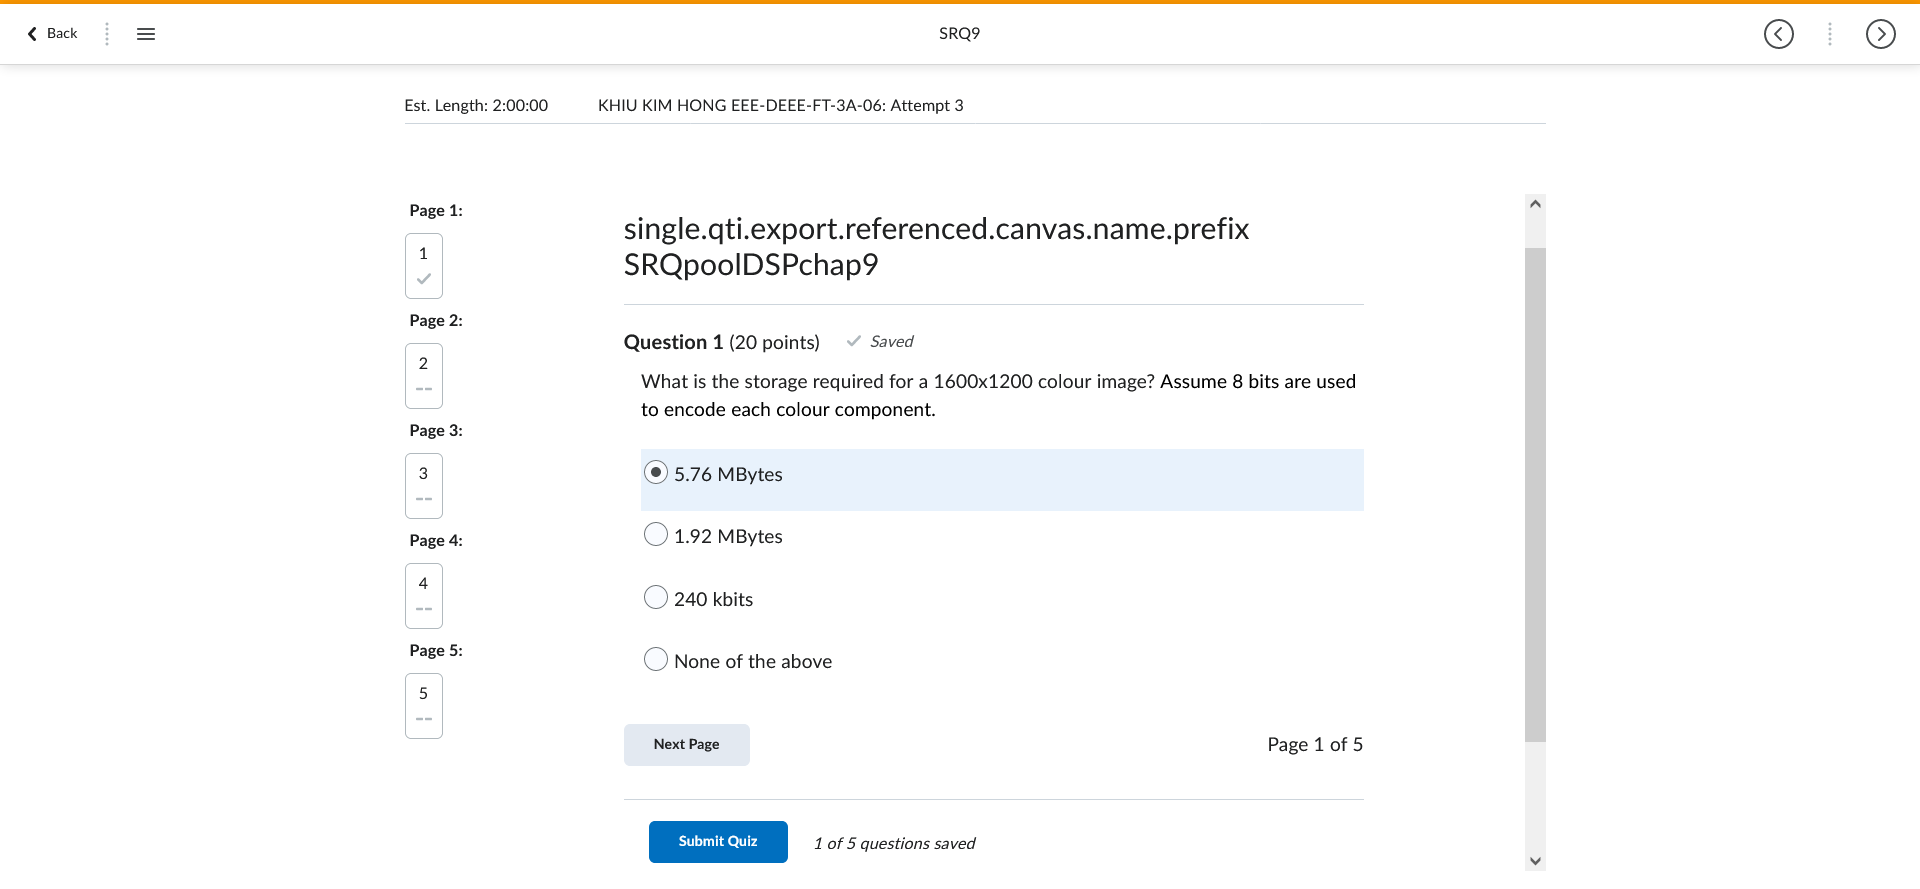 Back
SRQ9
Est. Length: 2:00:00 KHIU KIM HONG EEE-DEEE-FT-3A-06: Attempt 3
Page 1:
1
Page 2:
2
--
Page 3:
3
--
Page 4:
4
--
Page 5:
5
--
single.qti.export.referenced.canvas.name.prefix
SRQpoolDSPchap9
Question 1 (20 points) Saved
What is the storage required for a 1600x1200 colour image? Assume 8 bits are used
to encode each colour component.
5.76 MBytes
1.92 MBytes
240 kbits
None of the above
Next Page
Page 1 of 5
Submit Quiz
1 of 5 questions saved